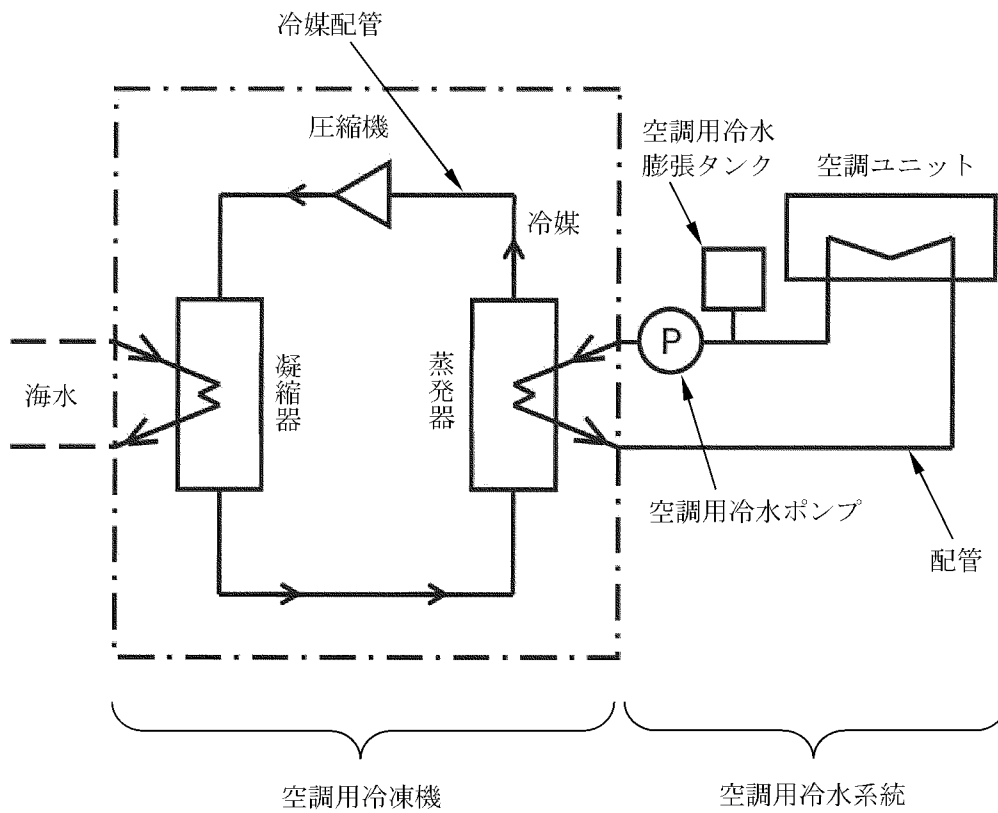 冷媒配管
圧縮機
空調用冷水
膨張タンク
空調ユニット
冷媒
P
海水
凝縮器
蒸発器
空調用冷水ポンプ
配管
空調用冷凍機
空調用冷水系統